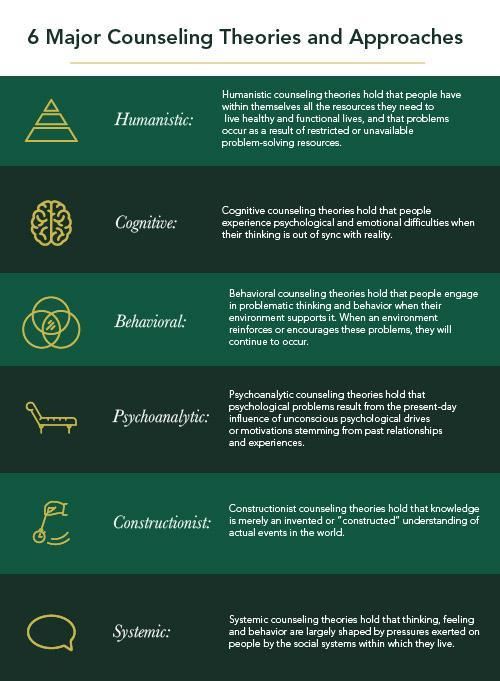 6 Major Counseling Theories and Approaches
Humanistic:
Humanistic counseling theories hold that people have
within themselves all the resources they need to
live healthy and functional lives, and that problems
occur as a result of restricted or unavailable
problem-solving resources.
Cognitive:
Cognitive counseling theories hold that people
experience psychological and emotional difficulties when
their thinking is out of sync with reality.
Behavioral:
Behavioral counseling theories hold that people engage
in problematic thinking and behavior when their
environment supports it. When an environment
reinforces or encourages these problems, they will
continue to occur.
Psychoanalytic:
Psychoanalytic counseling theories hold that
psychological problems result from the present-day
influence of unconscious psychological drives
or motivations stemming from past relationships
and experiences.
Constructionist:
Constructionist counseling theories hold that knowledge
is merely an invented or "constructed" understanding of
actual events in the world.
Systemic:
Systemic counseling theories hold that thinking, feeling
and behavior are largely shaped by pressures exerted on
people by the social systems within which they live.